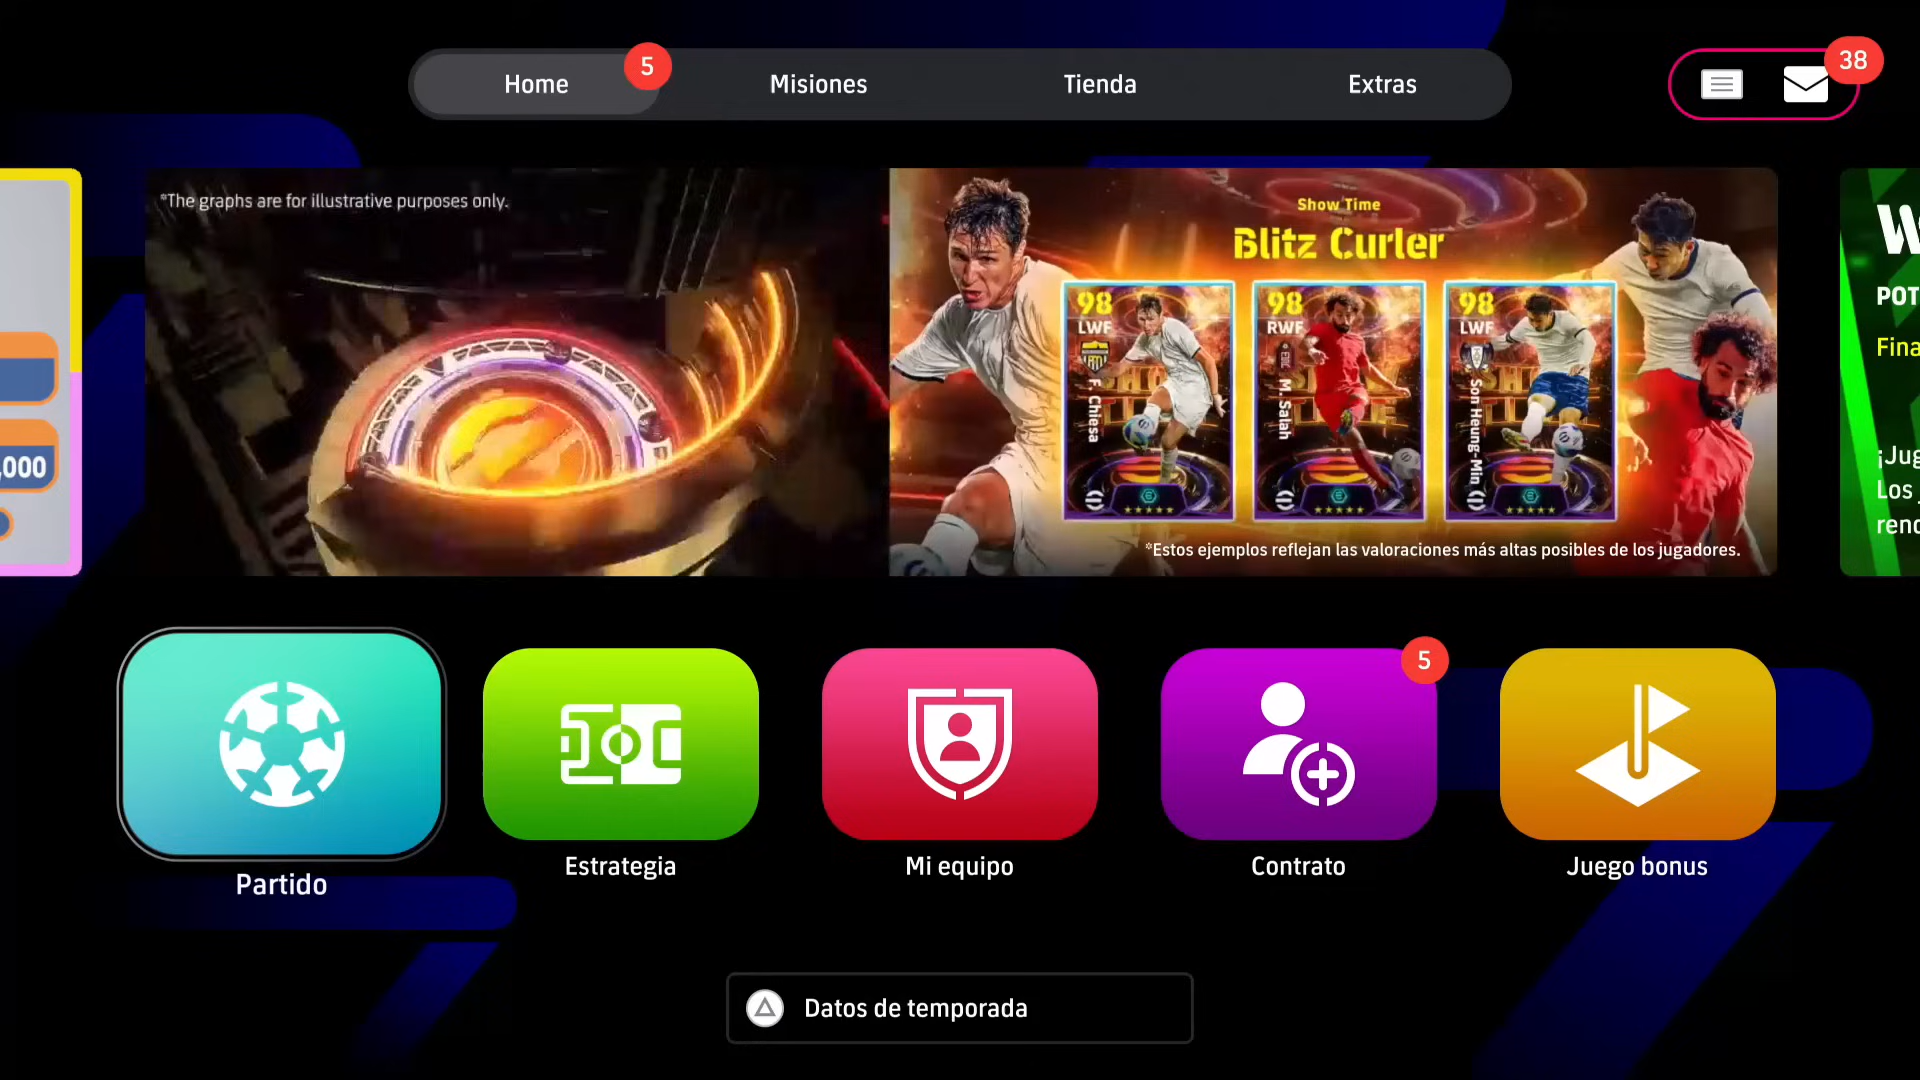 Home
5
Misiones
Tienda
Extras
38
*The graphs are for illustrative purposes only.
Show Time
Blitz Curler
98
LWF
F. Chiesa
98
RWF
M. Salah
98
LWF
Son Heung-Min
*Estos ejemplos reflejan las valoraciones más altas posibles de los jugadores.
,000
POT
Fina
¡Jug
Los
reno
Partido
Estrategia
Mi equipo
5
Contrato
Juego bonus
Datos de temporada